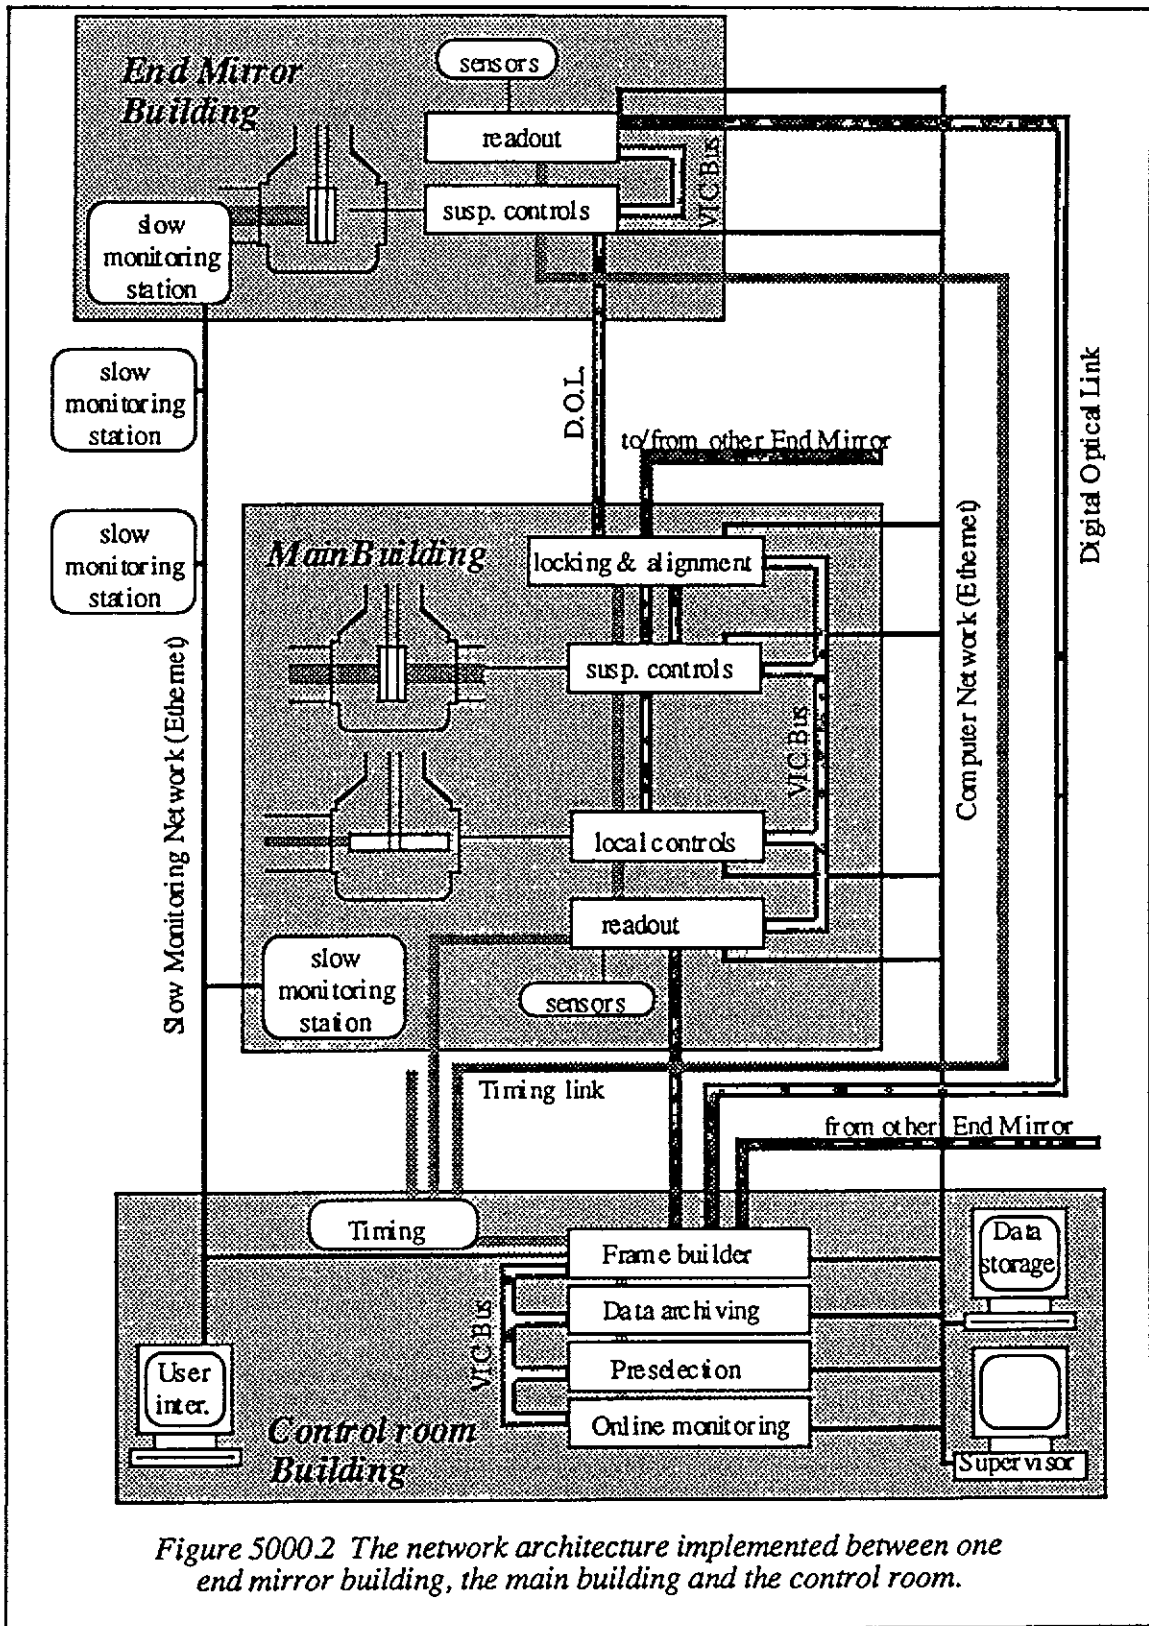 End Mirror
Building
sensors
readout
susp. controls
VIC Bus
slow
monitoring
station
slow
monitoring
station
D.O.L.
to/from other End Mirror
Digital Optical Link
slow
monitoring
station
Main Building
locking & alignment
susp. controls
VIC Bus
Computer Network (Ethernet)
Slow Monitoring Network (Ethernet)
local controls
readout
slow
monitoring
station
sensors
Timing link
from other End Mirror
Timing
Frame builder
Data
storage
Data archiving
VIC Bus
Preselection
User
inter.
Online monitoring
Control room
Building
Supervisor
Figure 5000.2 The network architecture implemented between one
end mirror building, the main building and the control room.